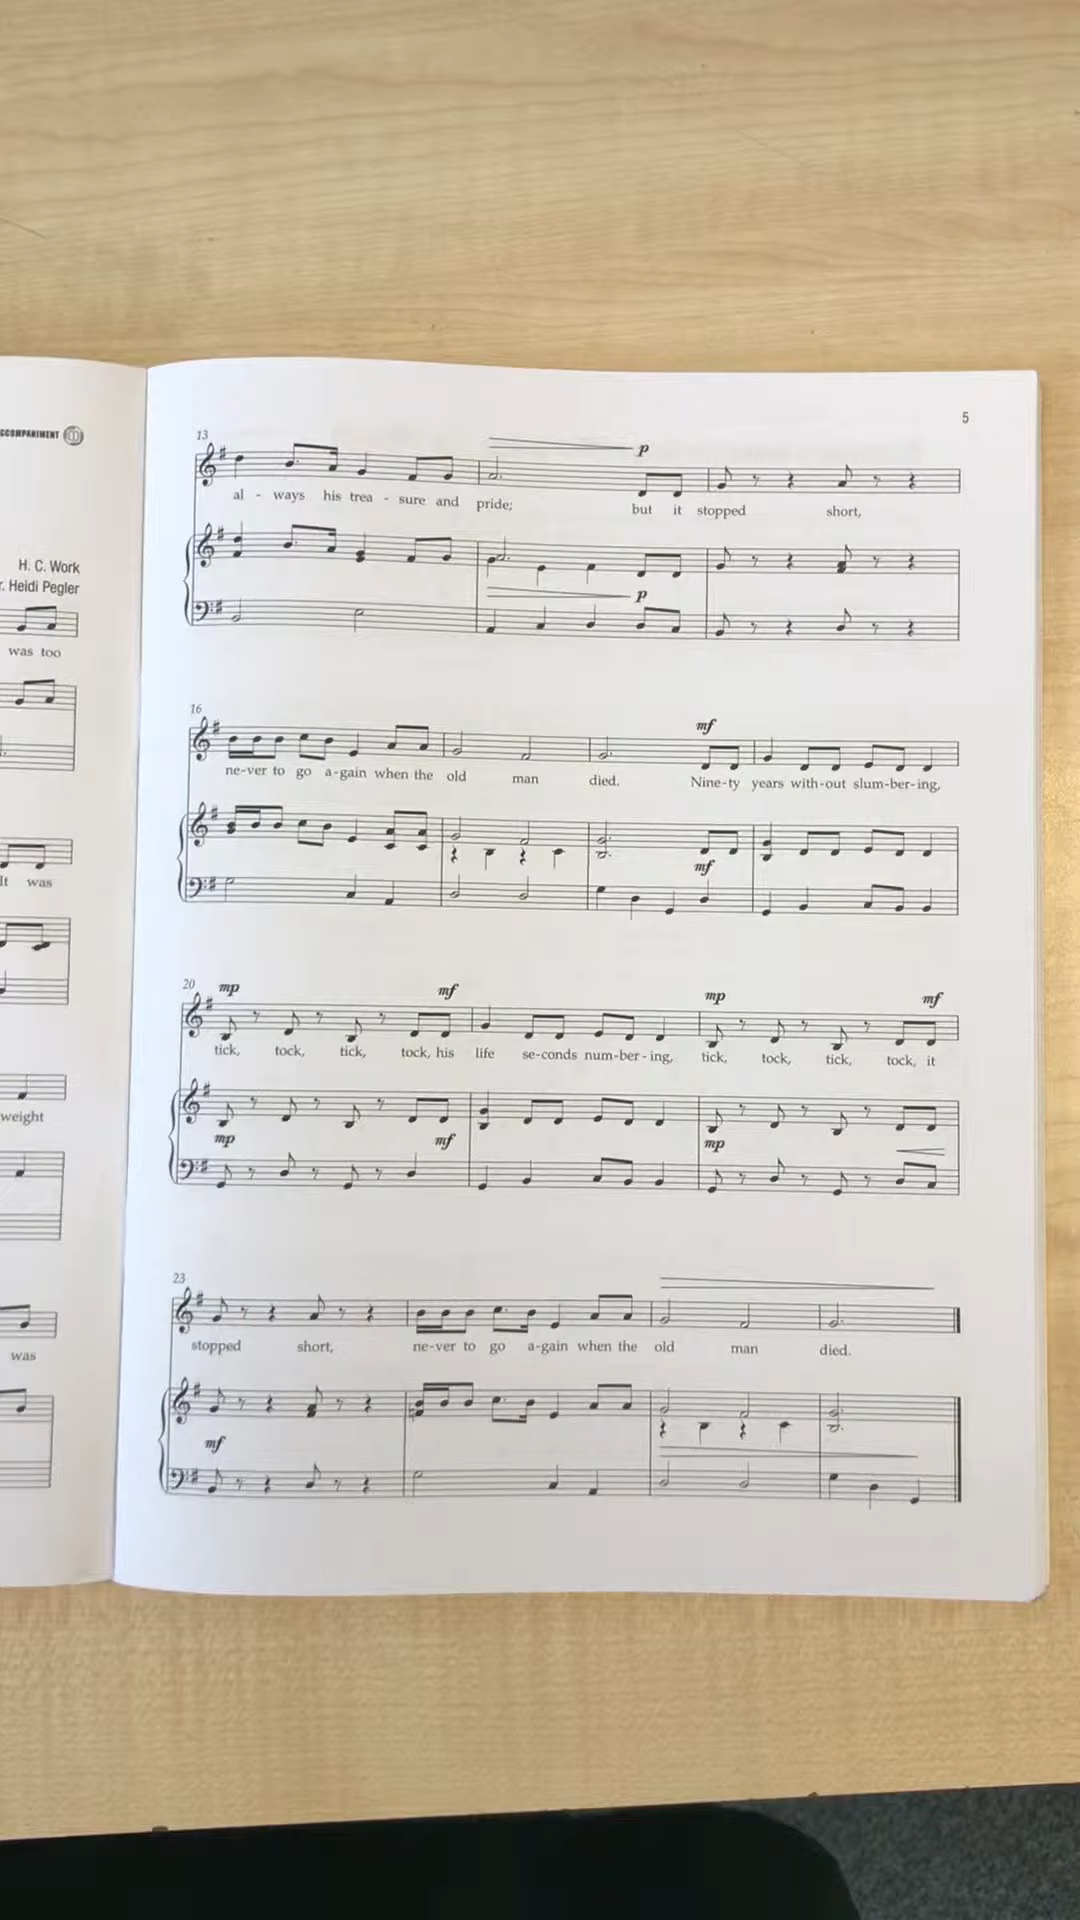 CCOMPANIMENT
H. C. Work
r. Heidi Pegler
was too
It was
weight
was
5
13
p
al - ways his trea - sure and pride; but it stopped short,
p
16
mf
ne-ver to go a-gain when the old man died. Nine-ty years with-out slum-ber-ing,
mf
20 mp mf mp mf
tick, tock, tick, tock, his life se-conds num-ber-ing, tick, tock, tick, tock, it
mp mf mp
23
stopped short, ne-ver to go a-gain when the old man died.
mf